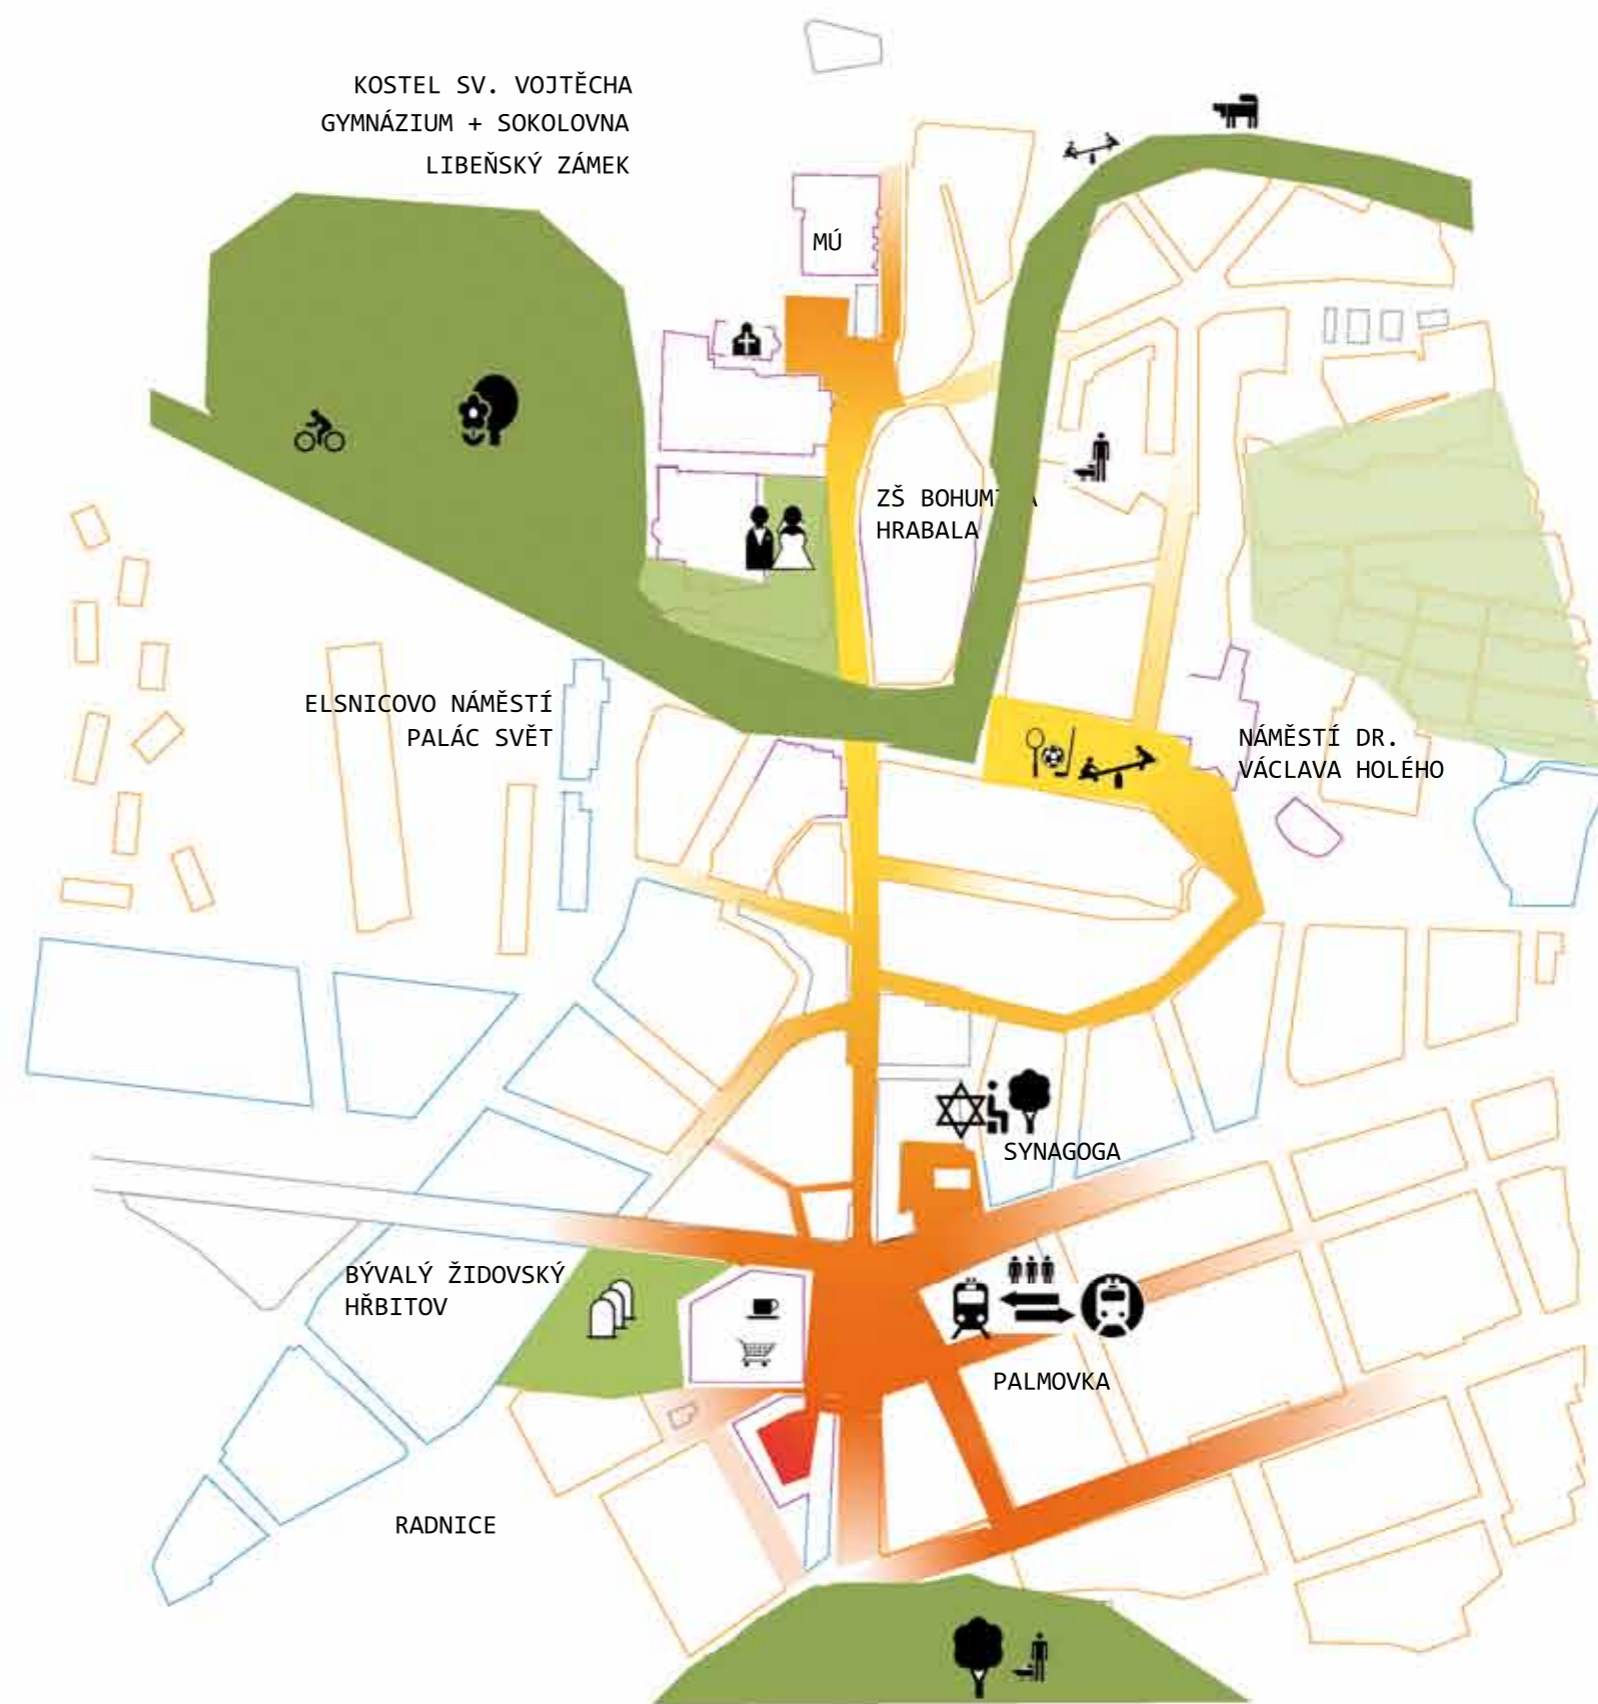 KOSTEL SV. VOJTĚCHA
GYMNÁZIUM + SOKOLOVNA
LIBEŇSKÝ ZÁMEK
MÚ
ZŠ
HRABALA
ELSNICOVO NÁMĚSTÍ
PALÁC SVĚT
NÁMĚSTÍ DR.
VÁCLAVA HOLÉHO
SYNAGOGA
BÝVALÝ ŽIDOVSKÝ
HŘBITOV
PALMOVKA
RADNICE